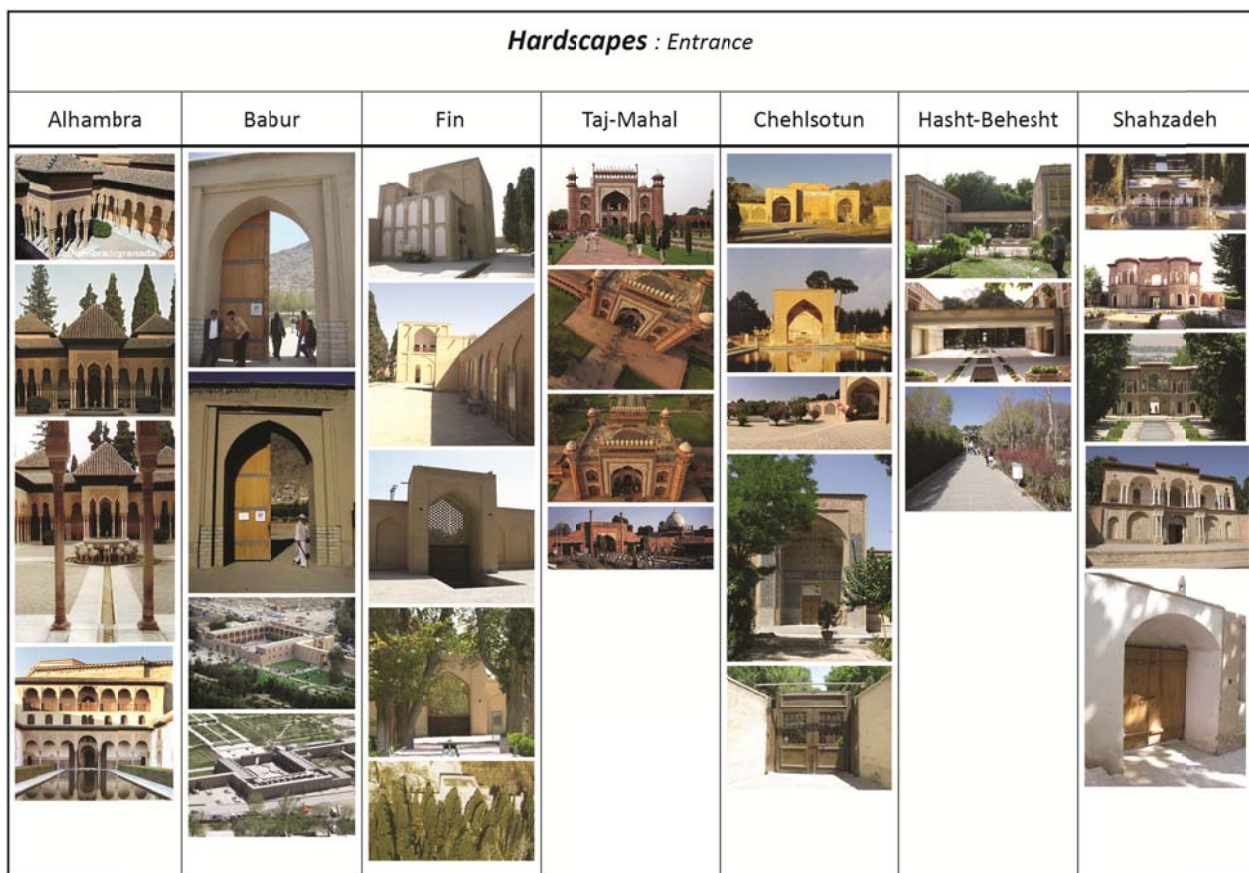 Hardscapes : Entrance
Alhambra
Babur
Fin
Taj-Mahal
Chehlsotun
Hasht-Behesht
Shahzadeh